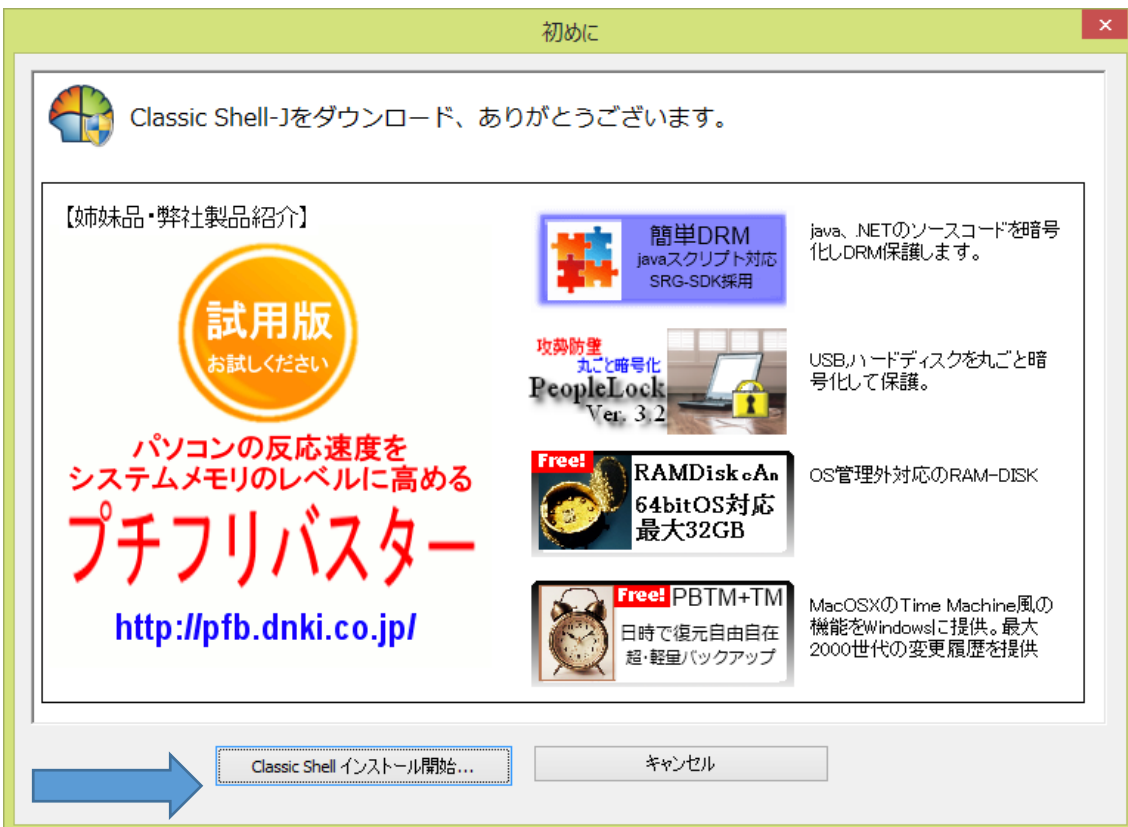 初めに
Classic Shell-Jをダウンロード、ありがとうございます。
【姉妹品・弊社製品紹介】
試用版
お試しください
パソコンの反応速度を
システムメモリのレベルに高める
プチフリバスター
http://pfb.dnki.co.jp/
簡単DRM
javaスクリプト対応
SRG-SDK採用
java、.NETのソースコードを暗号
化しDRM保護します。
攻勢防壁
丸ごと暗号化
PeopleLock
Ver. 3.2
USB,ハードディスクを丸ごと暗
号化して保護。
Free!
RAMDiskcAn
64bitOS対応
最大32GB
OS管理外対応のRAM-DISK
Free! PBTM+TM
日時で復元自由自在
超・軽量バックアップ
MacOSXのTime Machine風の
機能をWindowsに提供。最大
2000世代の変更履歴を提供
Classic Shell インストール開始...
キャンセル